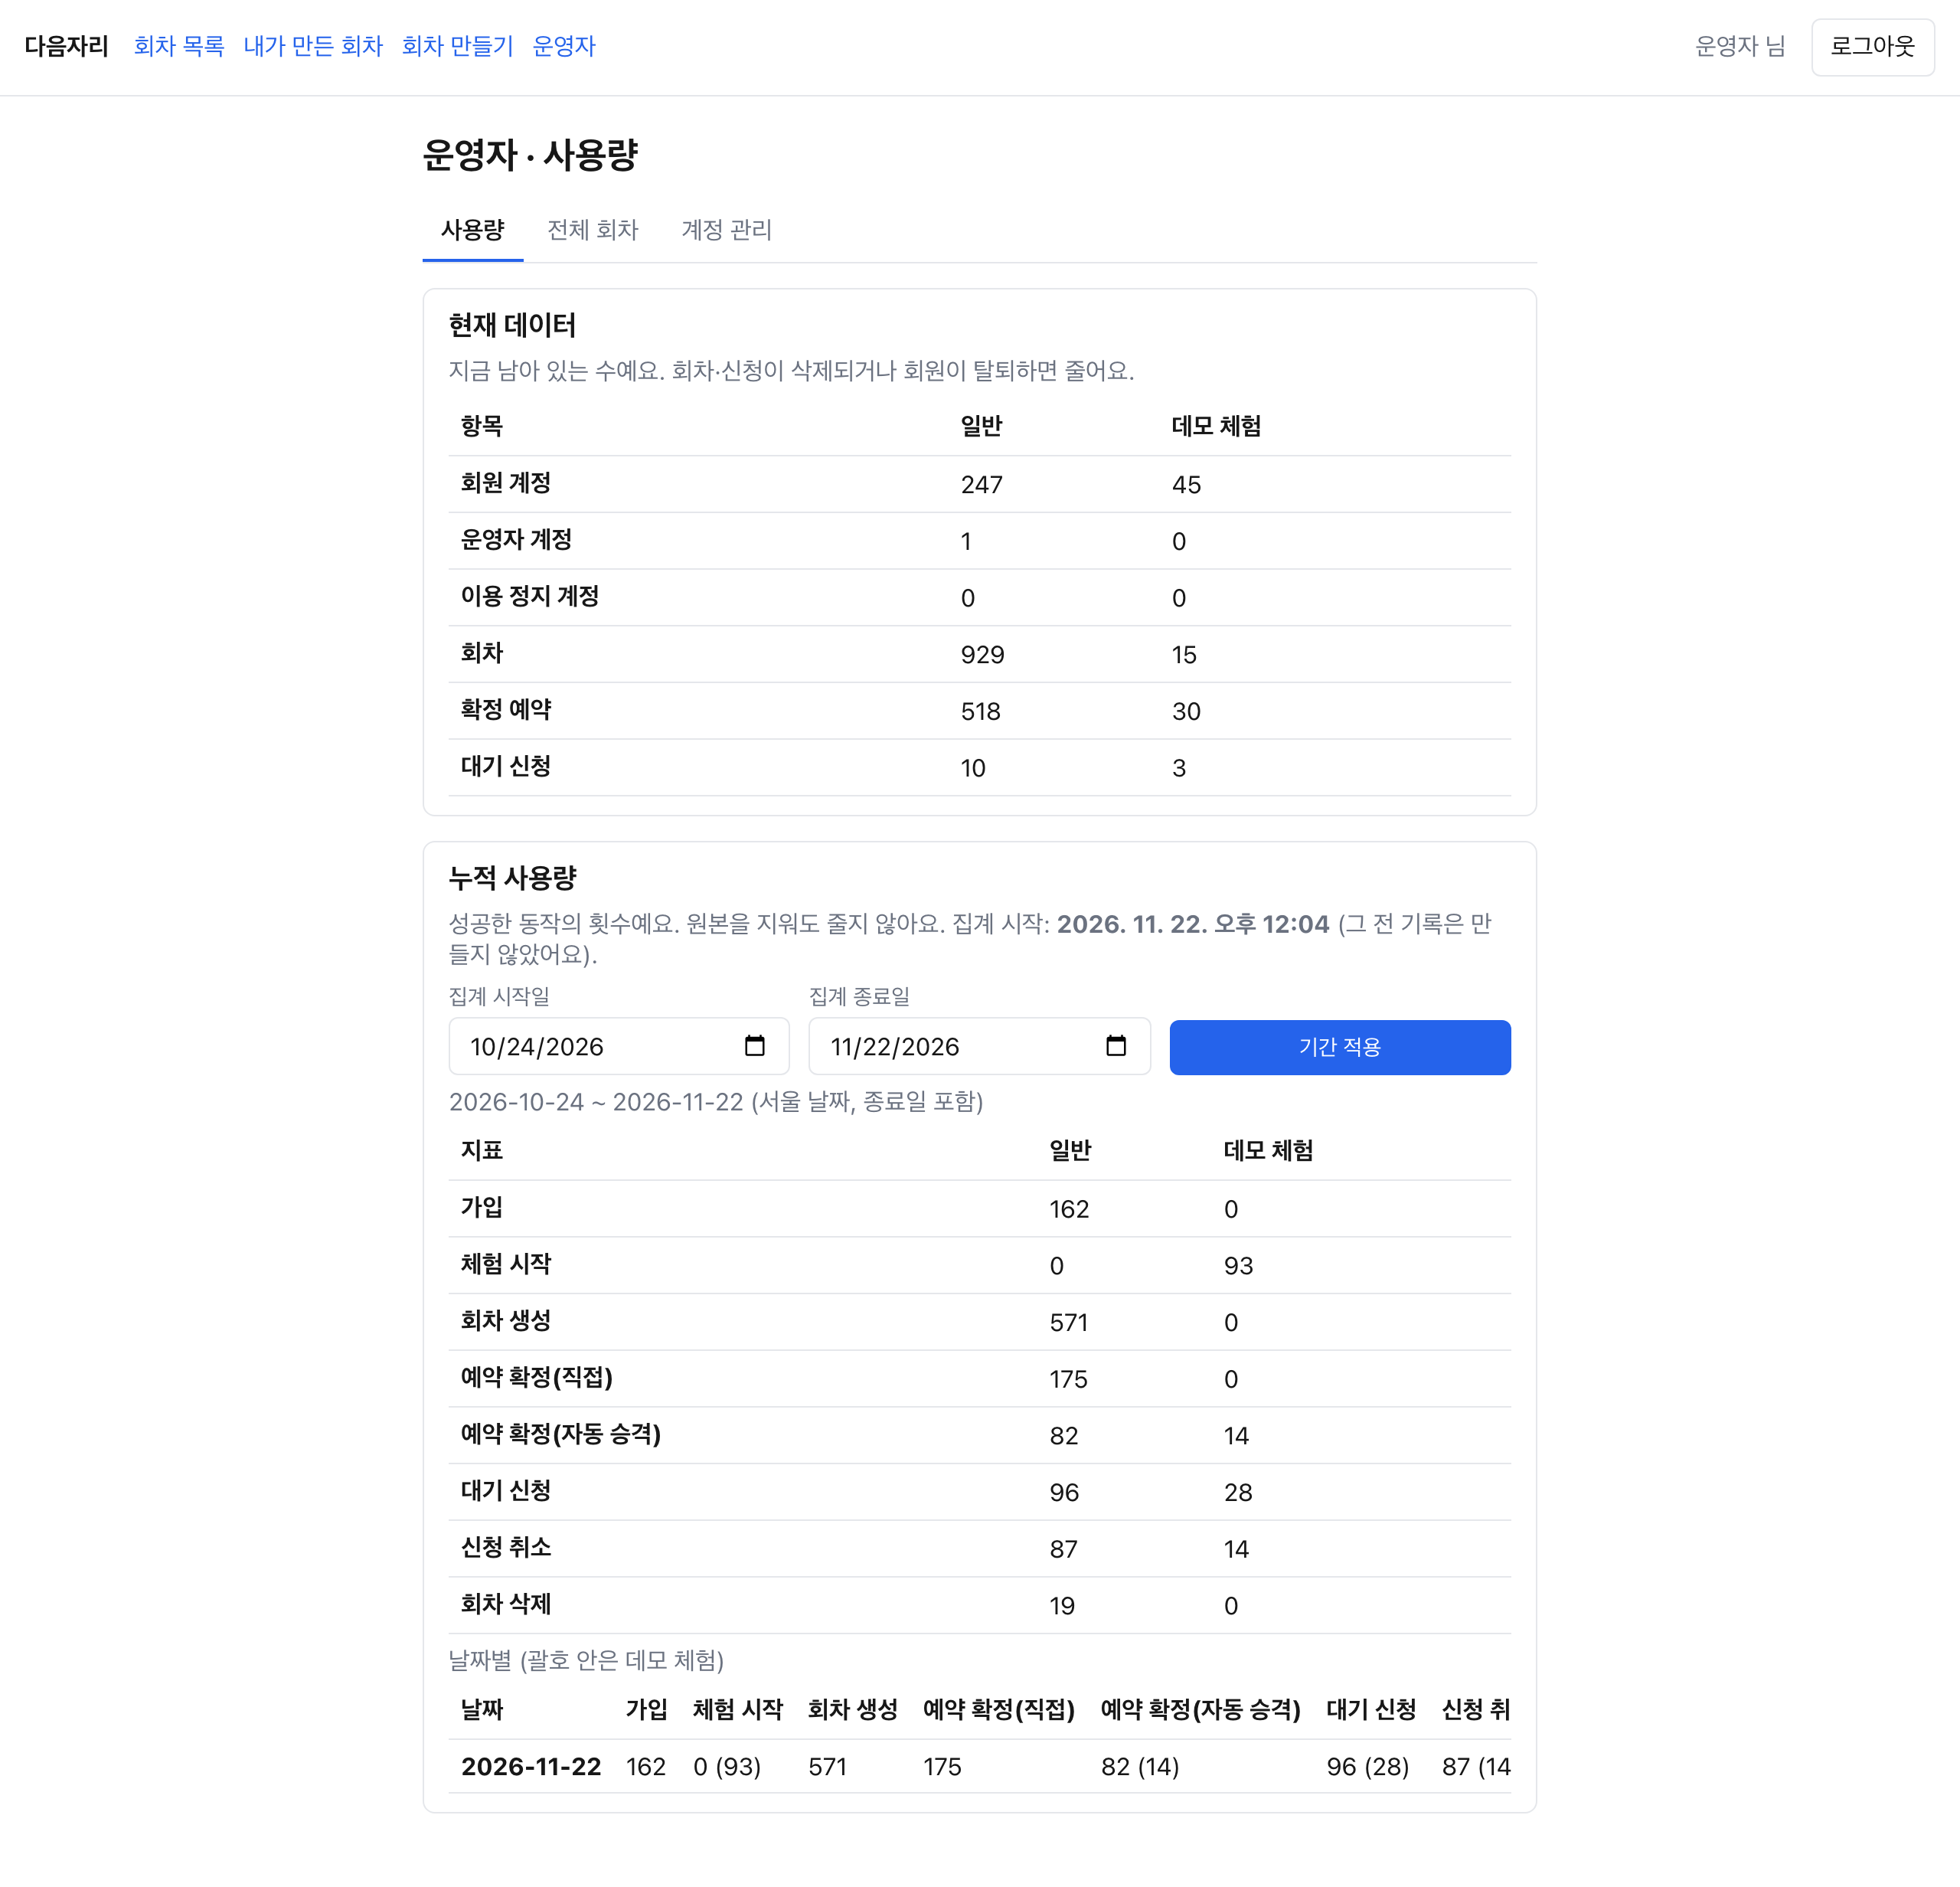 다음자리 회차 목록 내가 만든 회차 회차 만들기 운영자 운영자 님 로그아웃
운영자 · 사용량
사용량 전체 회차 계정 관리
현재 데이터
지금 남아 있는 수예요. 회차·신청이 삭제되거나 회원이 탈퇴하면 줄어요.
항목 일반 데모 체험
회원 계정 247 45
운영자 계정 1 0
이용 정지 계정 0 0
회차 929 15
확정 예약 518 30
대기 신청 10 3
누적 사용량
성공한 동작의 횟수예요. 원본을 지워도 줄지 않아요. 집계 시작: 2026. 11. 22. 오후 12:04 (그 전 기록은 만
들지 않았어요).
집계 시작일 집계 종료일
10/24/2026 11/22/2026 기간 적용
2026-10-24 ~ 2026-11-22 (서울 날짜, 종료일 포함)
지표 일반 데모 체험
가입 162 0
체험 시작 0 93
회차 생성 571 0
예약 확정(직접) 175 0
예약 확정(자동 승격) 82 14
대기 신청 96 28
신청 취소 87 14
회차 삭제 19 0
날짜별 (괄호 안은 데모 체험)
날짜 가입 체험 시작 회차 생성 예약 확정(직접) 예약 확정(자동 승격) 대기 신청 신청 취
2026-11-22 162 0 (93) 571 175 82 (14) 96 (28) 87 (14